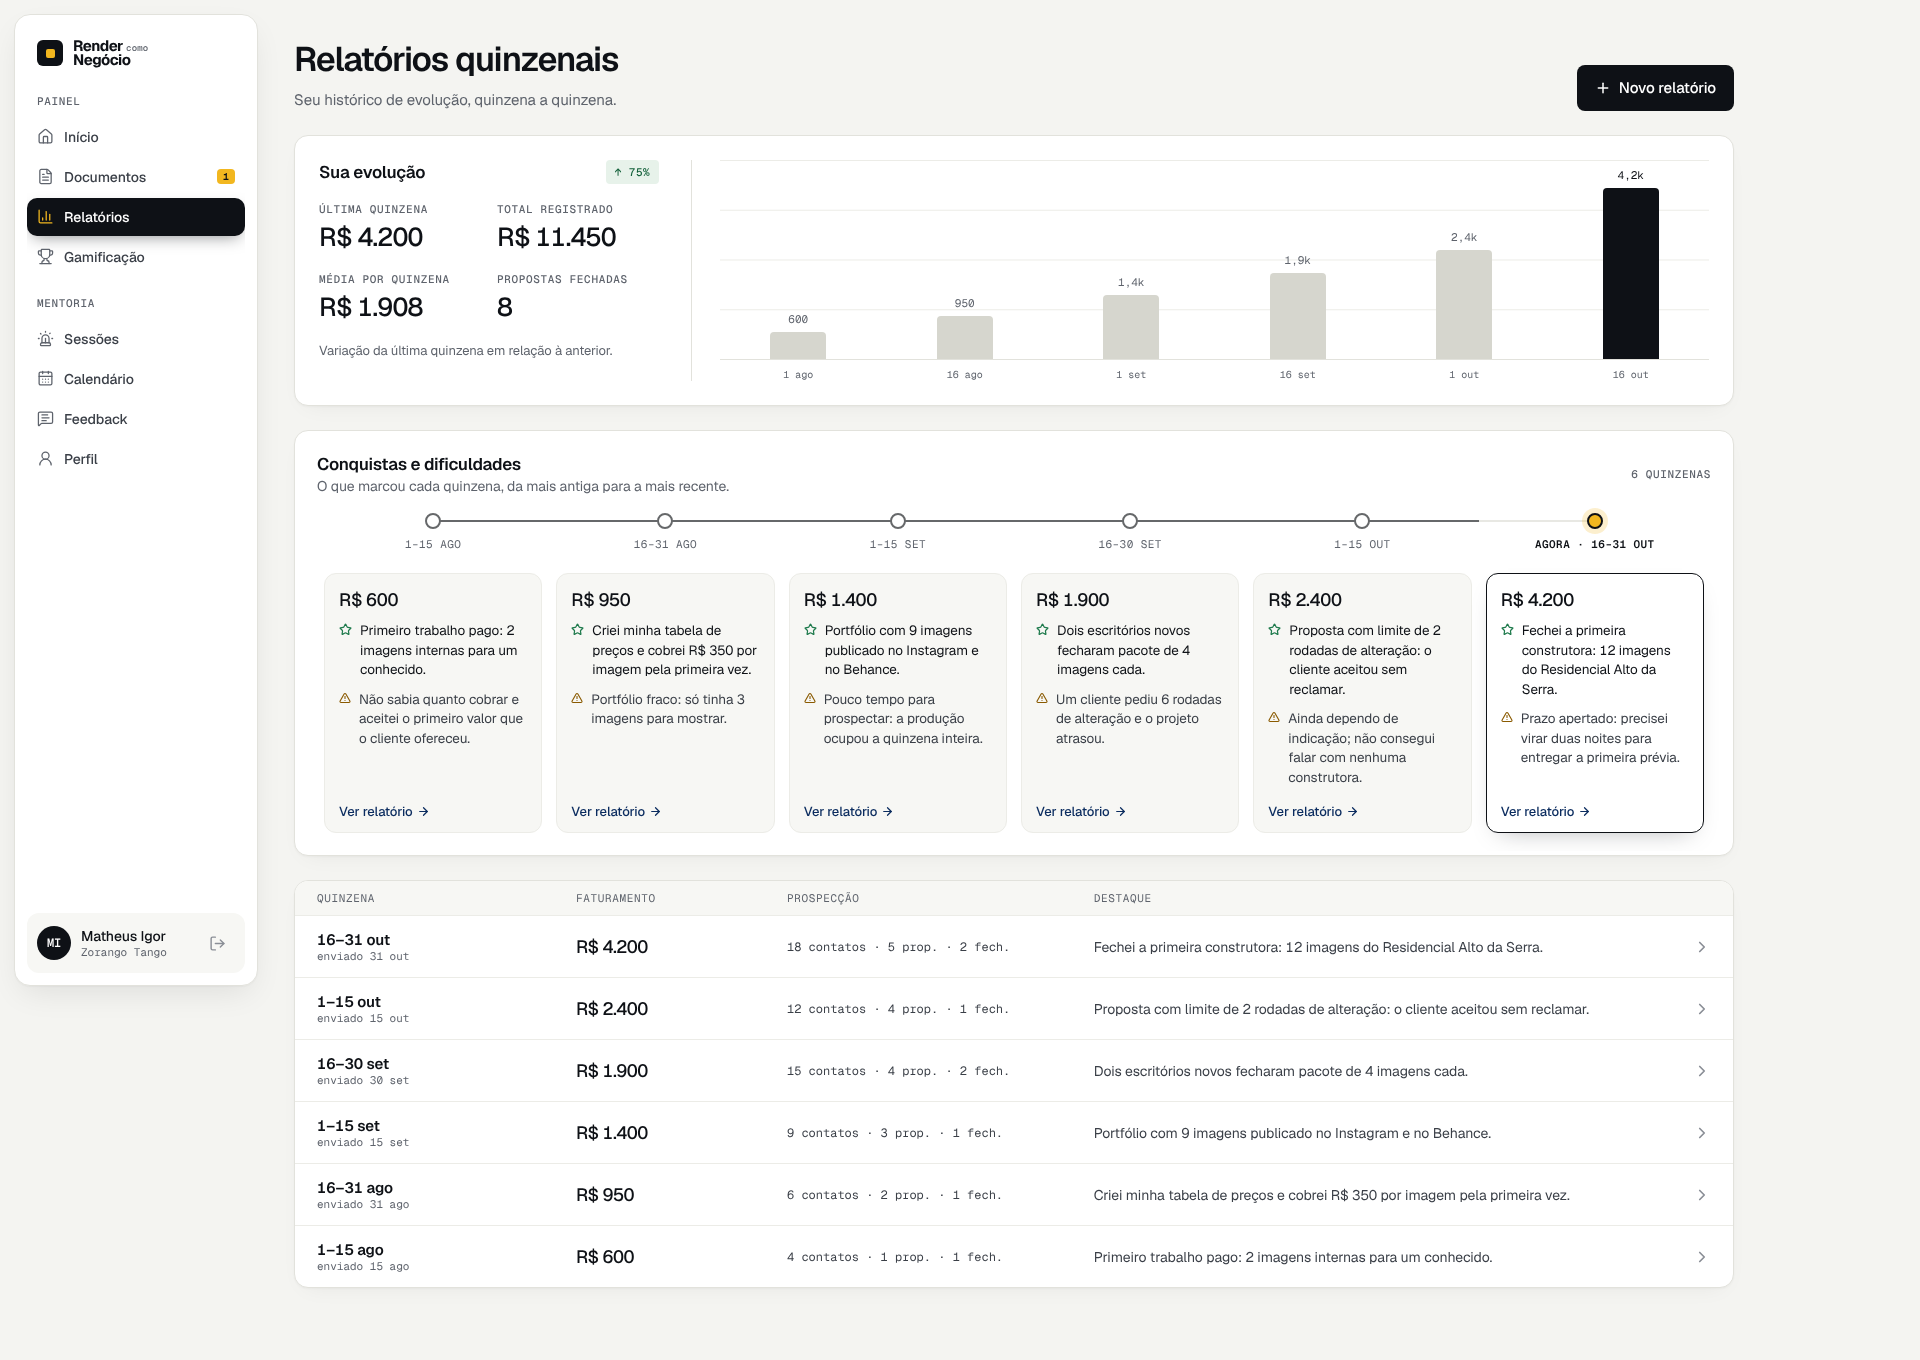 Render como
Negócio
PAINEL
Início
Documentos 1
Relatórios
Gamificação
MENTORIA
Sessões
Calendário
Feedback
Perfil
MI
Matheus Igor
Zorango Tango
Relatórios quinzenais
Seu histórico de evolução, quinzena a quinzena.
+ Novo relatório
Sua evolução
↑ 75%
ÚLTIMA QUINZENA
R$ 4.200
TOTAL REGISTRADO
R$ 11.450
MÉDIA POR QUINZENA
R$ 1.908
PROPOSTAS FECHADAS
8
Variação da última quinzena em relação à anterior.
600
950
1,4k
1,9k
2,4k
4,2k
1 ago
16 ago
1 set
16 set
1 out
16 out
Conquistas e dificuldades
O que marcou cada quinzena, da mais antiga para a mais recente.
6 QUINZENAS
1–15 AGO
16–31 AGO
1–15 SET
16–30 SET
1–15 OUT
AGORA · 16–31 OUT
R$ 600
Primeiro trabalho pago: 2
imagens internas para um
conhecido.
Não sabia quanto cobrar e
aceitei o primeiro valor que
o cliente ofereceu.
Ver relatório →
R$ 950
Criei minha tabela de
preços e cobrei R$ 350 por
imagem pela primeira vez.
Portfólio fraco: só tinha 3
imagens para mostrar.
Ver relatório →
R$ 1.400
Portfólio com 9 imagens
publicado no Instagram e
no Behance.
Pouco tempo para
prospectar: a produção
ocupou a quinzena inteira.
Ver relatório →
R$ 1.900
Dois escritórios novos
fecharam pacote de 4
imagens cada.
Um cliente pediu 6 rodadas
de alteração e o projeto
atrasou.
Ver relatório →
R$ 2.400
Proposta com limite de 2
rodadas de alteração: o
cliente aceitou sem
reclamar.
Ainda dependo de
indicação; não consegui
falar com nenhuma
construtora.
Ver relatório →
R$ 4.200
Fechei a primeira
construtora: 12 imagens
do Residencial Alto da
Serra.
Prazo apertado: precisei
virar duas noites para
entregar a primeira prévia.
Ver relatório →
QUINZENA FATURAMENTO PROSPECÇÃO DESTAQUE
16–31 out
enviado 31 out
R$ 4.200
18 contatos · 5 prop. · 2 fech.
Fechei a primeira construtora: 12 imagens do Residencial Alto da Serra.
1–15 out
enviado 15 out
R$ 2.400
12 contatos · 4 prop. · 1 fech.
Proposta com limite de 2 rodadas de alteração: o cliente aceitou sem reclamar.
16–30 set
enviado 30 set
R$ 1.900
15 contatos · 4 prop. · 2 fech.
Dois escritórios novos fecharam pacote de 4 imagens cada.
1–15 set
enviado 15 set
R$ 1.400
9 contatos · 3 prop. · 1 fech.
Portfólio com 9 imagens publicado no Instagram e no Behance.
16–31 ago
enviado 31 ago
R$ 950
6 contatos · 2 prop. · 1 fech.
Criei minha tabela de preços e cobrei R$ 350 por imagem pela primeira vez.
1–15 ago
enviado 15 ago
R$ 600
4 contatos · 1 prop. · 1 fech.
Primeiro trabalho pago: 2 imagens internas para um conhecido.